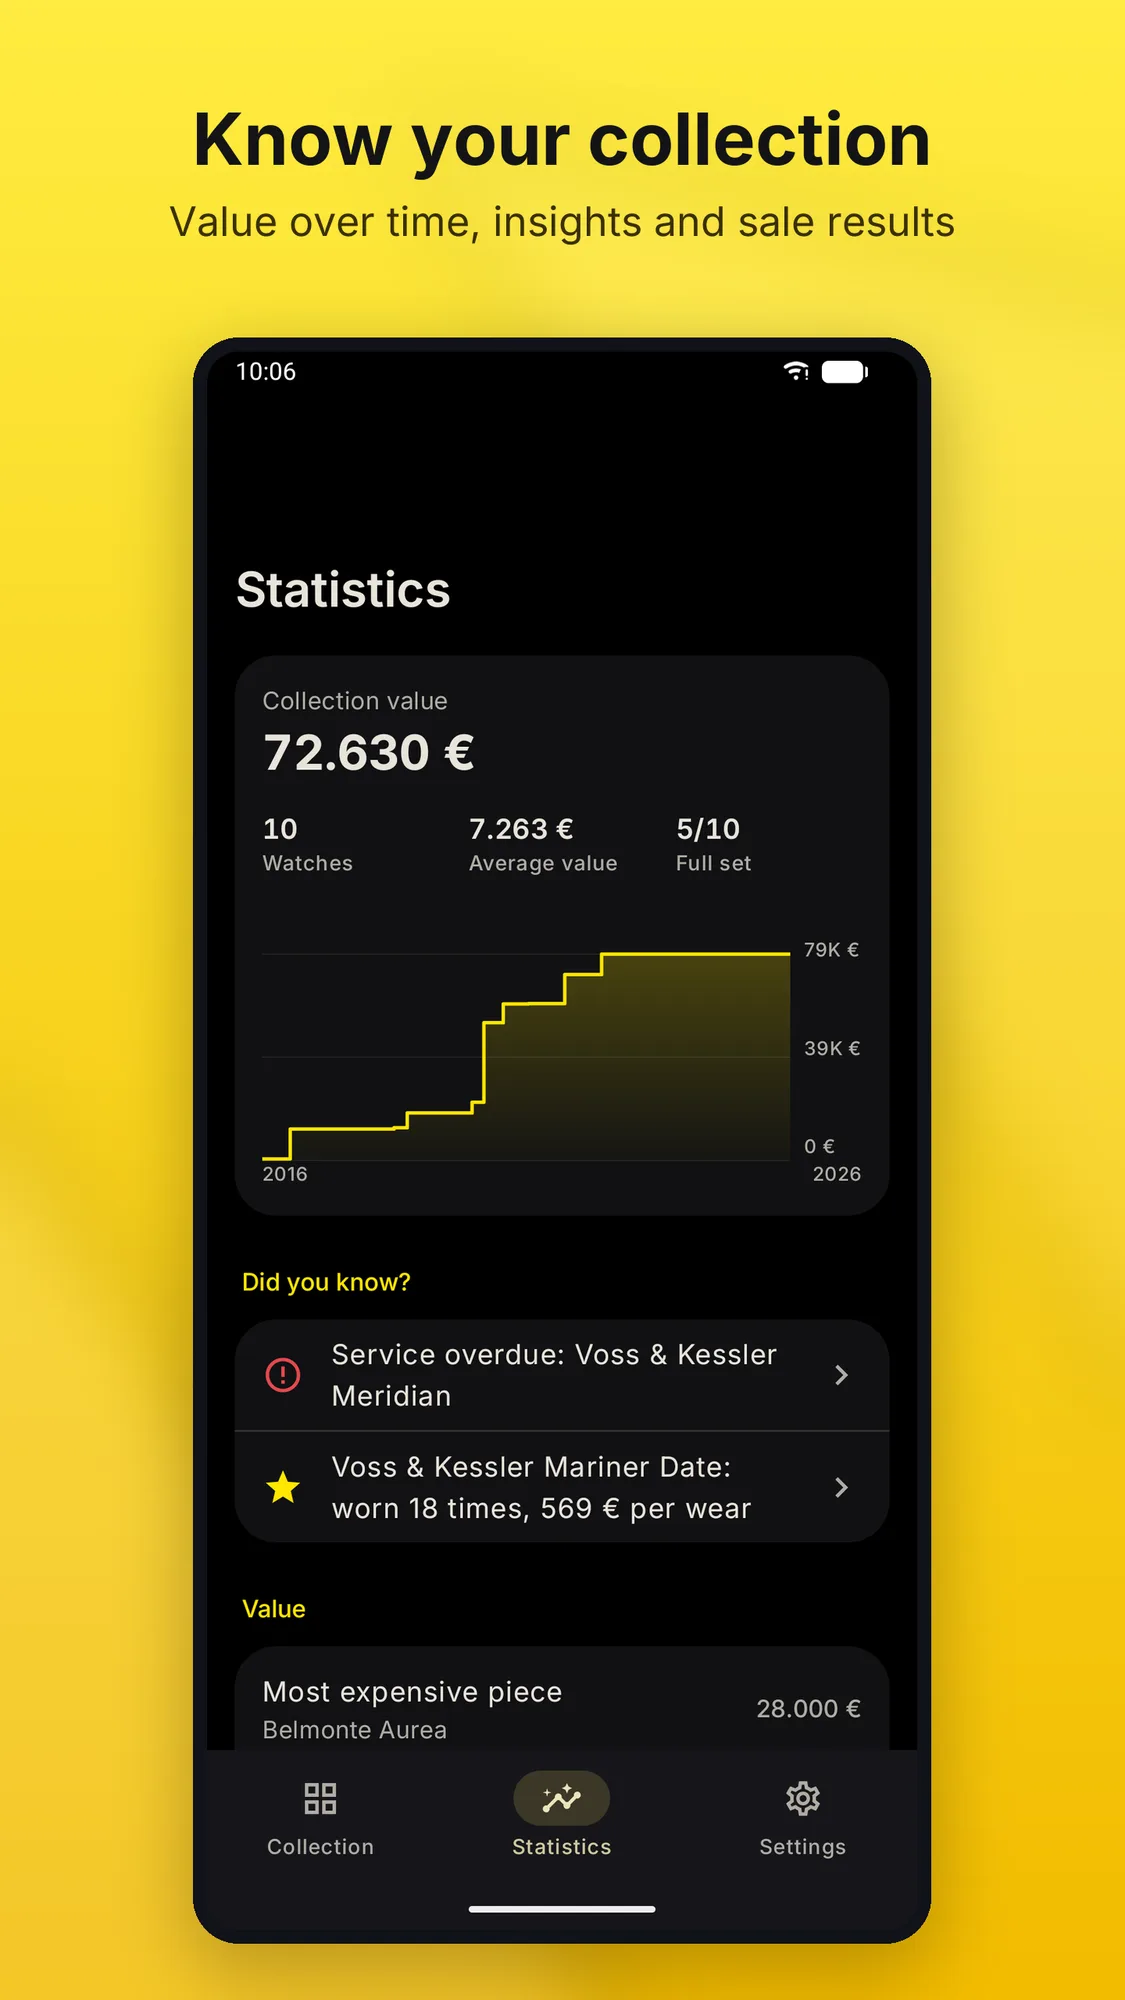 Know your collection
Value over time, insights and sale results
10:06
Statistics
Collection value
72.630 €
10
Watches
7.263 €
Average value
5/10
Full set
79K €
39K €
0 €
2016
2026
Did you know?
Service overdue: Voss & Kessler
Meridian
Voss & Kessler Mariner Date:
worn 18 times, 569 € per wear
Value
Most expensive piece
Belmonte Aurea
28.000 €
Collection
Statistics
Settings